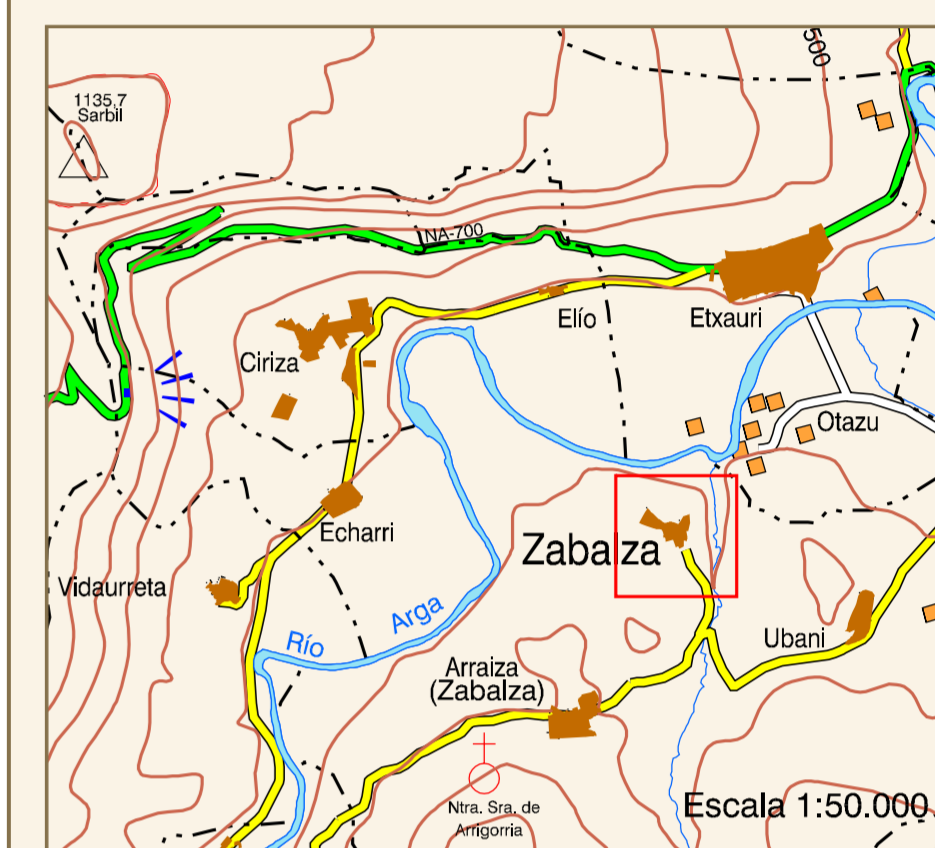 500
1135,7
Sarbil
NA-700
Elío
Etxauri
Ciriza
Otazu
Echarri
Zabalza
Vidaurreta
Río Arga
Ubani
Arraiza
(Zabalza)
Escala 1:50.000
Ntra. Sra. de
Arrigorria